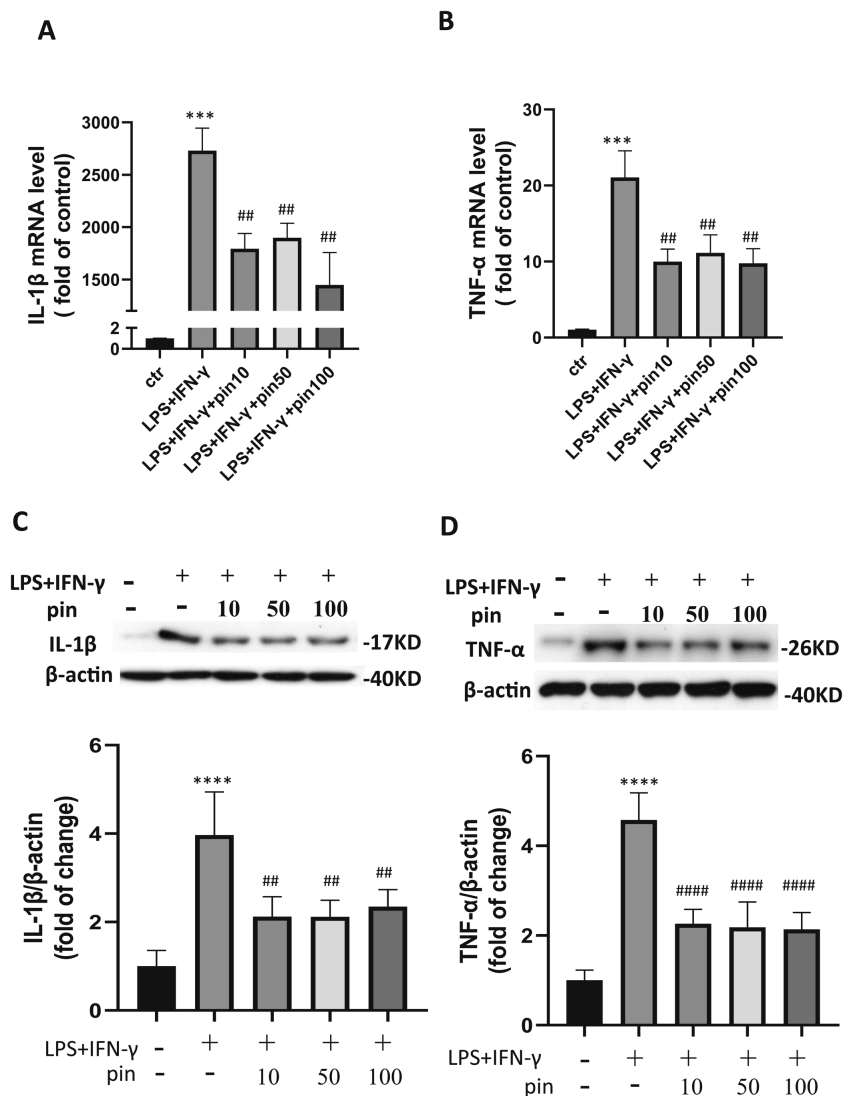 A
IL-1β mRNA level
( fold of control)
3000
2500
2000
1500
2
1
0
***
##
##
##
ctr
LPS+IFN-γ
LPS+IFN-γ+pin10
LPS+IFN-γ+pin50
LPS+IFN-γ+pin100
B
TNF-α mRNA level
( fold of control)
30
20
10
0
***
##
##
##
ctr
LPS+IFN-γ
LPS+IFN-γ+pin10
LPS+IFN-γ+pin50
LPS+IFN-γ +pin100
C
LPS+IFN-γ - + + + +
pin - - 10 50 100
IL-1β -17KD
β-actin -40KD
IL-1β/β-actin
(fold of change)
6
4
2
0
****
##
##
##
LPS+IFN-γ - + + + +
pin - - 10 50 100
D
LPS+IFN-γ - + + + +
pin - - 10 50 100
TNF-α -26KD
β-actin -40KD
TNF-α/β-actin
(fold of change)
6
4
2
0
****
####
####
####
LPS+IFN-γ - + + + +
pin - - 10 50 100